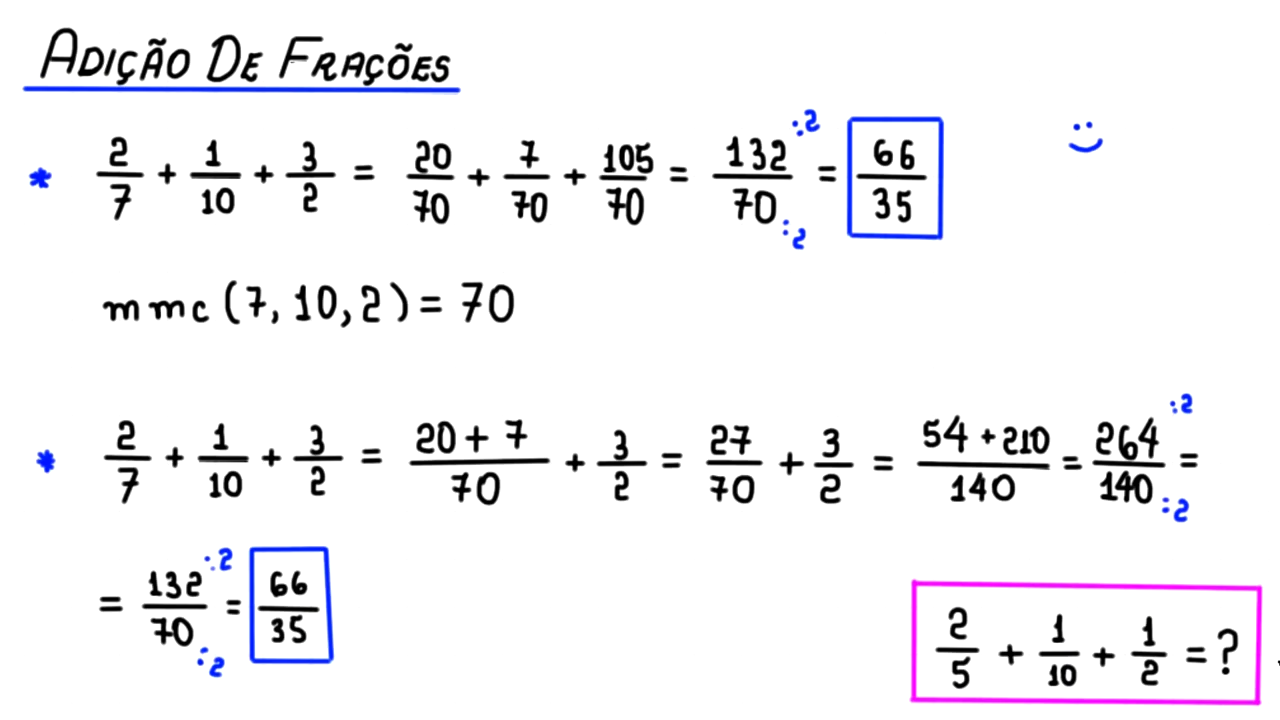 ADIÇÃO DE FRAÇÕES
* 2/7 + 1/10 + 3/2 = 20/70 + 7/70 + 105/70 = 132/70 :2 :2 = 66/35
mmc (7, 10, 2) = 70
* 2/7 + 1/10 + 3/2 = 20 + 7/70 + 3/2 = 27/70 + 3/2 = 54 + 210/140 = 264/140 :2 :2 =
= 132/70 :2 :2 = 66/35
2/5 + 1/10 + 1/2 = ?